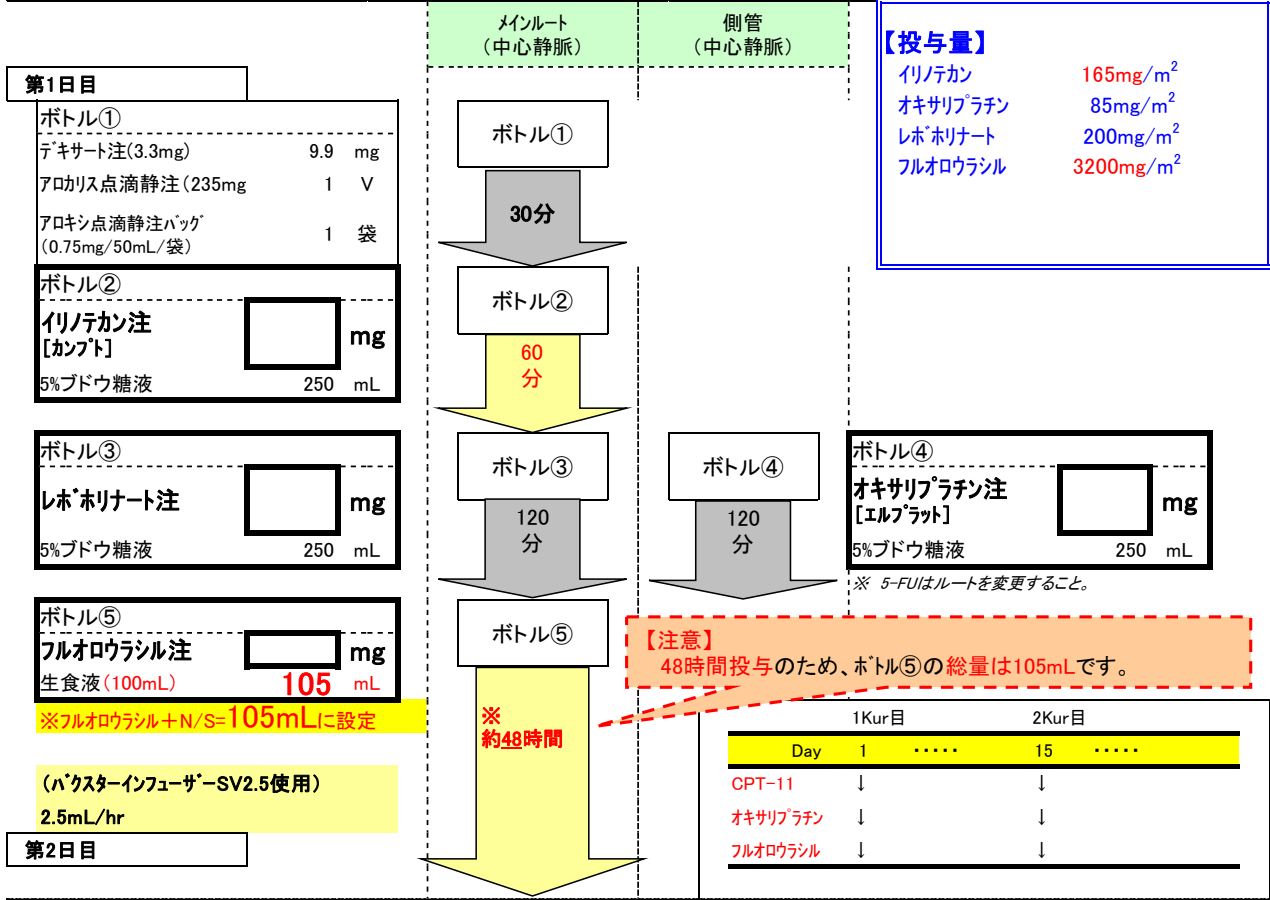 メインルート
（中心静脈）
側管
（中心静脈）
【投与量】
イリノテカン 165mg/m2
オキサリプラチン 85mg/m2
レボホリナート 200mg/m2
フルオロウラシル 3200mg/m2
第1日目
ボトル①
デキサート注(3.3mg) 9.9 mg
アロカリス点滴静注（235mg 1 V
アロキシ点滴静注バッグ
(0.75mg/50mL/袋） 1 袋
ボトル①
30分
ボトル②
イリノテカン注
[カンプト] mg
5%ブドウ糖液 250 mL
ボトル②
60
分
ボトル③
レボホリナート注 mg
5%ブドウ糖液 250 mL
ボトル③
120
分
ボトル④
120
分
ボトル④
オキサリプラチン注
[エルプラット] mg
5%ブドウ糖液 250 mL
※ 5-FUはルートを変更すること。
ボトル⑤
フルオロウラシル注 mg
生食液（100mL） 105 mL
※フルオロウラシル＋N/S=105mLに設定
（バクスターインフューザーSV2.5使用）
2.5mL/hr
ボトル⑤
※
約48時間
【注意】
48時間投与のため、ボトル⑤の総量は105mLです。
1Kur目 2Kur目
Day 1 ・・・・・ 15 ・・・・・
CPT-11 ↓ ↓
オキサリプラチン ↓ ↓
フルオロウラシル ↓ ↓
第2日目